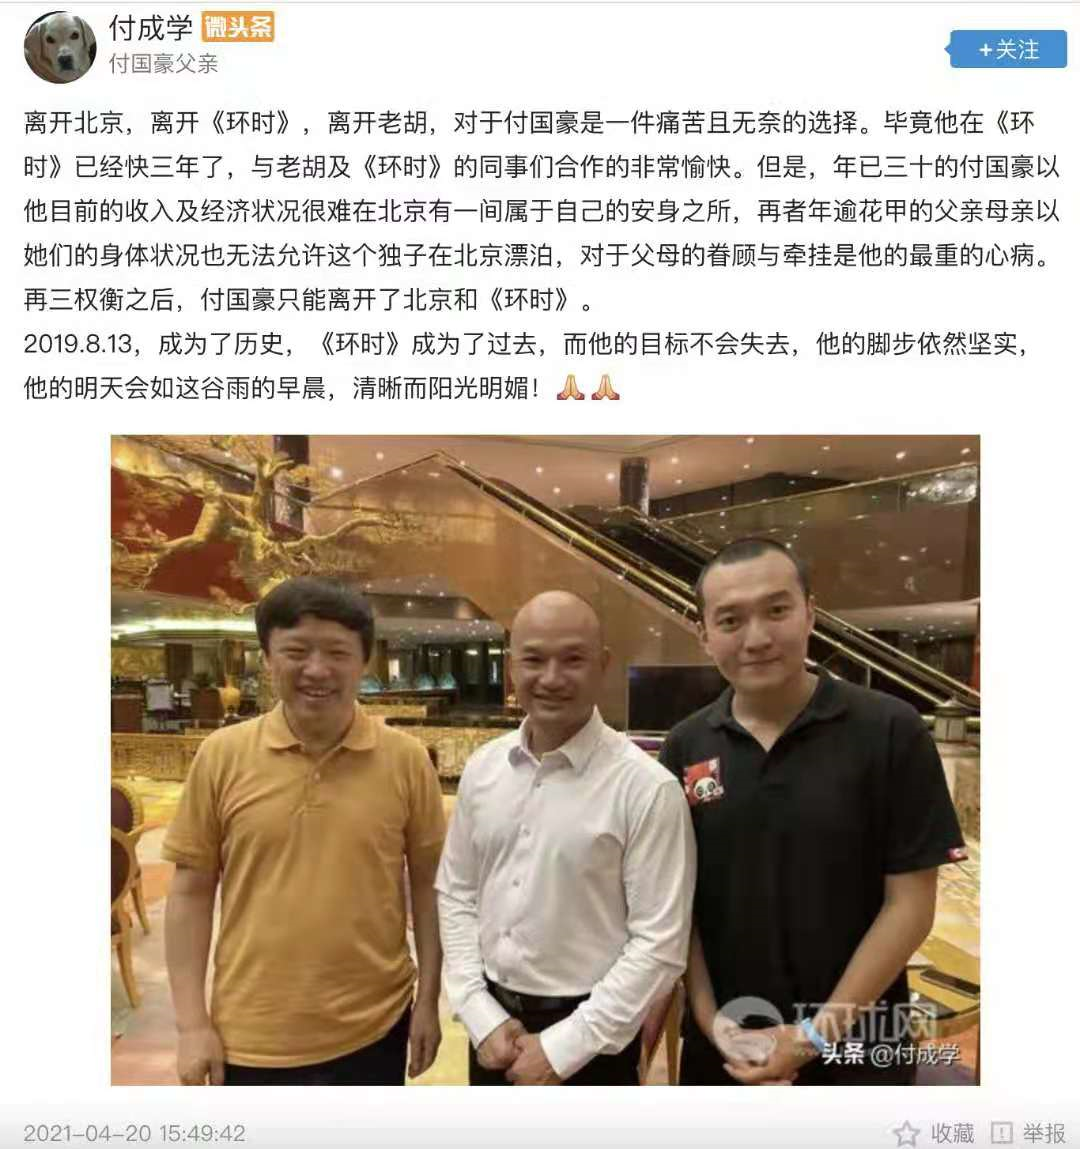 付成学 微头条
付国豪父亲
+关注
离开北京，离开《环时》，离开老胡，对于付国豪是一件痛苦且无奈的选择。毕竟他在《环
时》已经快三年了，与老胡及《环时》的同事们合作的非常愉快。但是，年已三十的付国豪以
他目前的收入及经济状况很难在北京有一间属于自己的安身之所，再者年逾花甲的父亲母亲以
她们的身体状况也无法允许这个独子在北京漂泊，对于父母的眷顾与牵挂是他的最重的心病。
再三权衡之后，付国豪只能离开了北京和《环时》。
2019.8.13，成为了历史，《环时》成为了过去，而他的目标不会失去，他的脚步依然坚实，
他的明天会如这谷雨的早晨，清晰而阳光明媚！🙏🙏
环球网
头条 @付成学
2021-04-20 15:49:42
收藏
举报